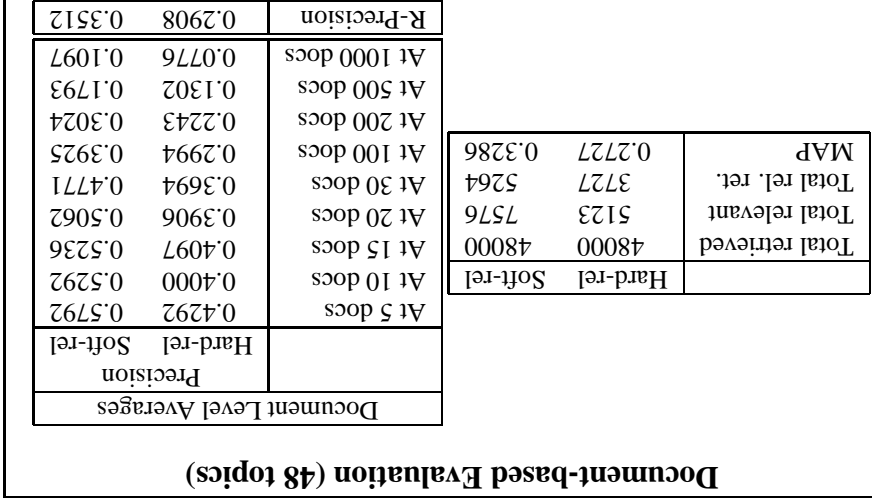 Document-based Evaluation (48 topics)
Hard-rel Soft-rel
Total retrieved 48000 48000
Total relevant 5123 7576
Total rel. ret. 3727 5264
MAP 0.2727 0.3286
Document Level Averages
Precision
Hard-rel Soft-rel
At 5 docs 0.4292 0.5792
At 10 docs 0.4000 0.5292
At 15 docs 0.4097 0.5236
At 20 docs 0.3906 0.5062
At 30 docs 0.3694 0.4771
At 100 docs 0.2994 0.3925
At 200 docs 0.2243 0.3024
At 500 docs 0.1302 0.1793
At 1000 docs 0.0776 0.1097
R-Precision 0.2908 0.3512